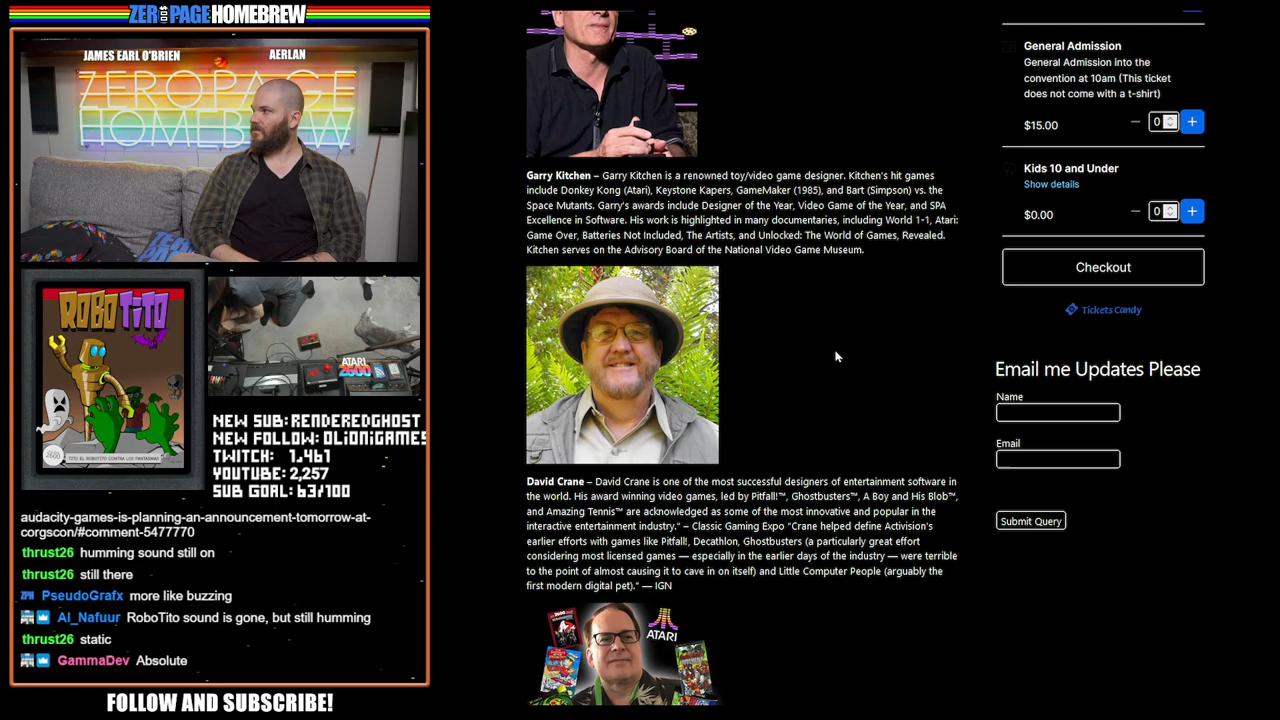 ZEROPAGE HOMEBREW
JAMES EARL O'BRIEN
AERLAN
ZEROPAGE
HOMEBREW
ROBOTITO
TITO EL ROBOTITO CONTRA LOS FANTASMAS
ATARI
2600
NEW SUB: RENDEREDGHOST
NEW FOLLOW: OLIONIGAMES
TWITCH: 1,461
YOUTUBE: 2,257
SUB GOAL: 63/100
audacity-games-is-planning-an-announcement-tomorrow-at-
corgscon/#comment-5477770
thrust26 humming sound still on
thrust26 still there
PseudoGrafx more like buzzing
Al_Nafuur RoboTito sound is gone, but still humming
thrust26 static
GammaDev Absolute
FOLLOW AND SUBSCRIBE!
Garry Kitchen – Garry Kitchen is a renowned toy/video game designer. Kitchen's hit games
include Donkey Kong (Atari), Keystone Kapers, GameMaker (1985), and Bart (Simpson) vs. the
Space Mutants. Garry's awards include Designer of the Year, Video Game of the Year, and SPA
Excellence in Software. His work is highlighted in many documentaries, including World 1-1, Atari:
Game Over, Batteries Not Included, The Artists, and Unlocked: The World of Games, Revealed.
Kitchen serves on the Advisory Board of the National Video Game Museum.
David Crane – David Crane is one of the most successful designers of entertainment software in
the world. His award winning video games, led by Pitfall!™, Ghostbusters™, A Boy and His Blob™,
and Amazing Tennis™ are acknowledged as some of the most innovative and popular in the
interactive entertainment industry." – Classic Gaming Expo "Crane helped define Activision's
earlier efforts with games like Pitfall!, Decathlon, Ghostbusters (a particularly great effort
considering most licensed games — especially in the earlier days of the industry — were terrible
to the point of almost causing it to cave in on itself) and Little Computer People (arguably the
first modern digital pet)." — IGN
ATARI
General Admission
General Admission into the
convention at 10am (This ticket
does not come with a t-shirt)
$15.00 − 0 +
Kids 10 and Under
Show details
$0.00 − 0 +
Checkout
TicketsCandy
Email me Updates Please
Name
Email
Submit Query